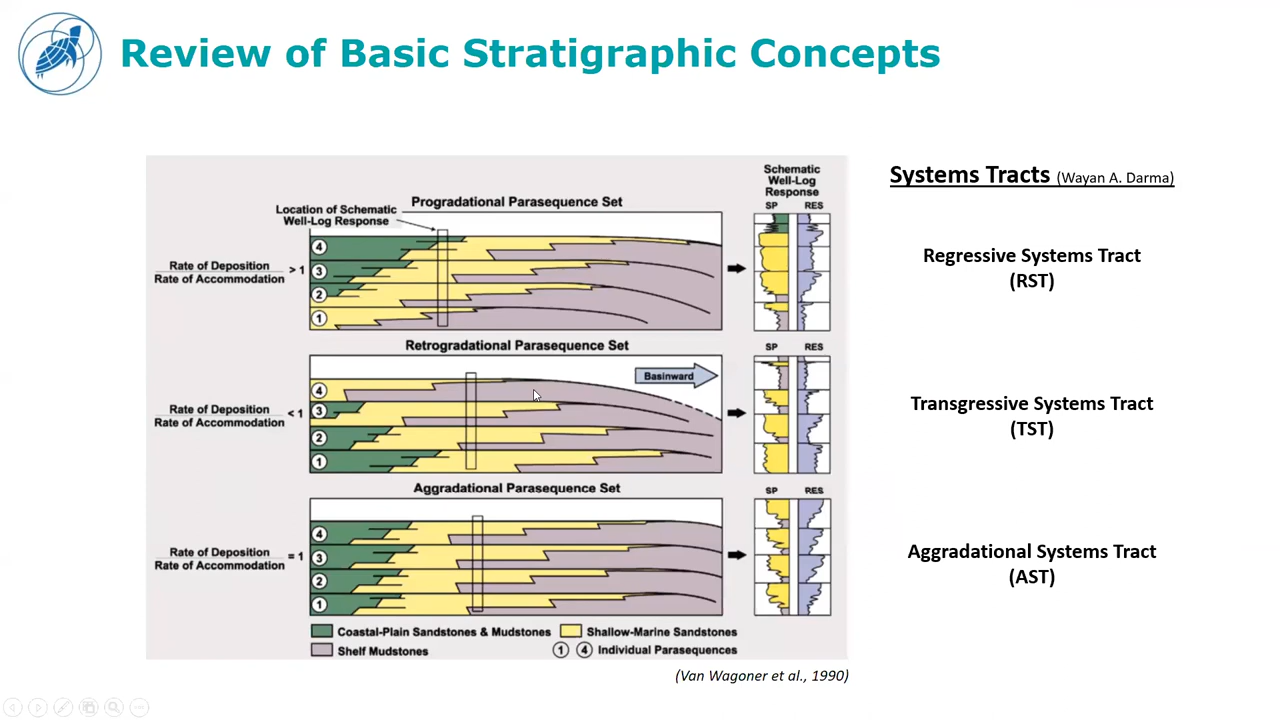 Review of Basic Stratigraphic Concepts
Schematic
Well-Log
Response
SP RES
Progradational Parasequence Set
Location of Schematic
Well-Log Response
Rate of Deposition
Rate of Accommodation
> 1
4
3
2
1
Retrogradational Parasequence Set
SP RES
Basinward
Rate of Deposition
Rate of Accommodation
< 1
4
3
2
1
Aggradational Parasequence Set
SP RES
Rate of Deposition
Rate of Accommodation
= 1
4
3
2
1
Coastal-Plain Sandstones & Mudstones
Shallow-Marine Sandstones
Shelf Mudstones
1 4 Individual Parasequences
(Van Wagoner et al., 1990)
Systems Tracts (Wayan A. Darma)
Regressive Systems Tract
(RST)
Transgressive Systems Tract
(TST)
Aggradational Systems Tract
(AST)